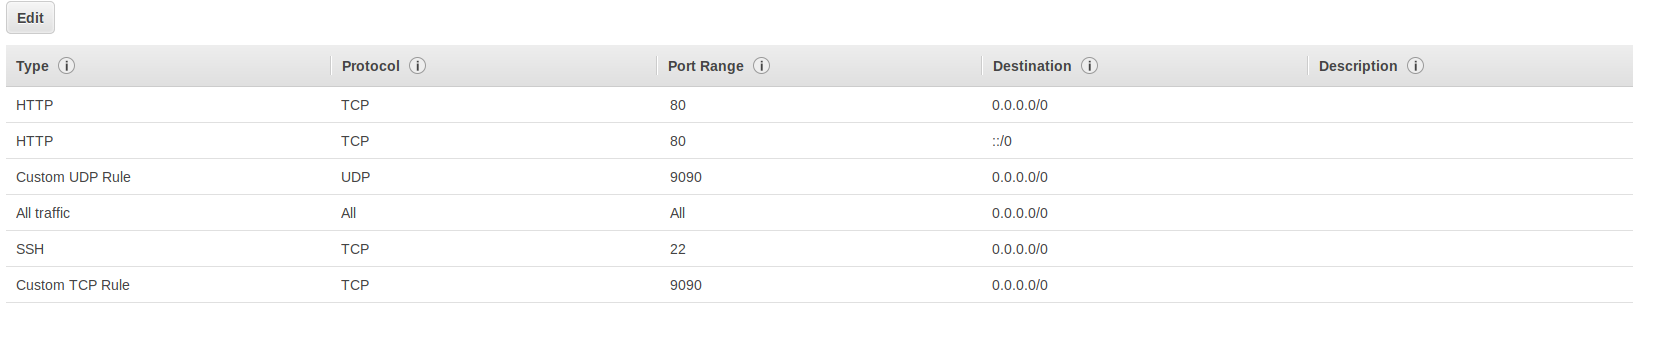 Edit
Type Protocol Port Range Destination Description
HTTP TCP 80 0.0.0.0/0
HTTP TCP 80 ::/0
Custom UDP Rule UDP 9090 0.0.0.0/0
All traffic All All 0.0.0.0/0
SSH TCP 22 0.0.0.0/0
Custom TCP Rule TCP 9090 0.0.0.0/0